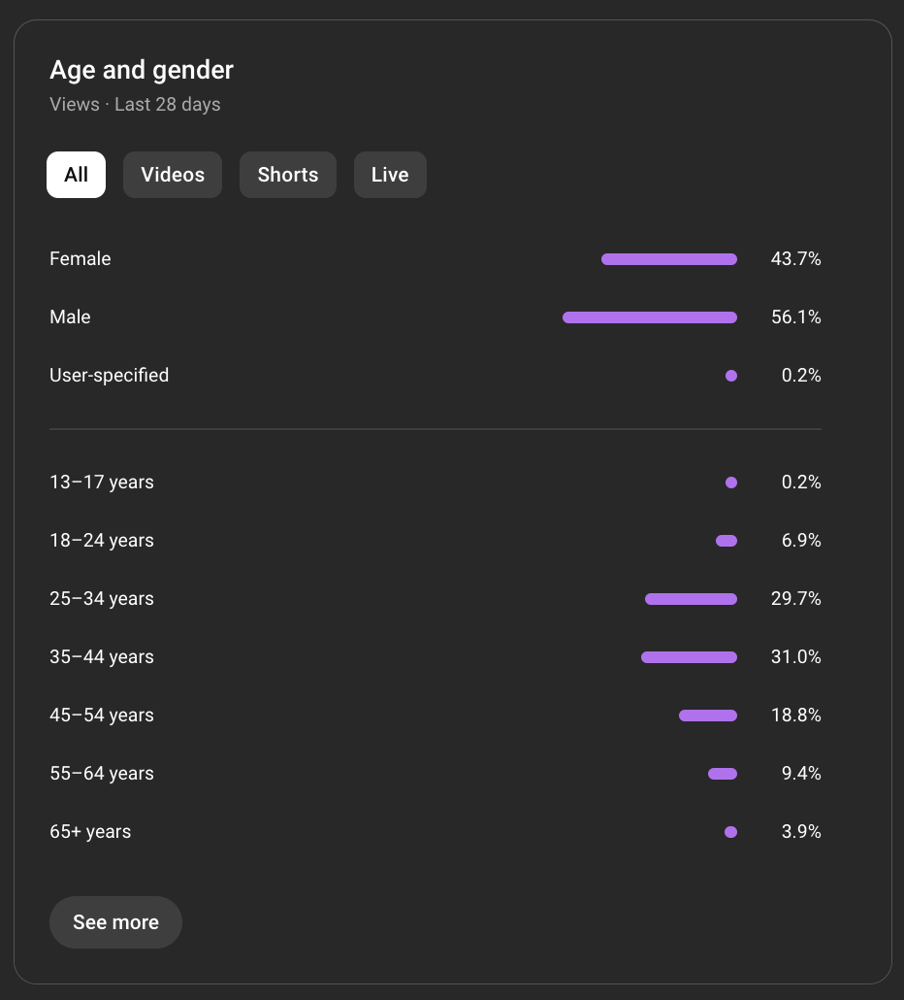 Age and gender
Views · Last 28 days
All Videos Shorts Live
Female 43.7%
Male 56.1%
User-specified 0.2%
13–17 years 0.2%
18–24 years 6.9%
25–34 years 29.7%
35–44 years 31.0%
45–54 years 18.8%
55–64 years 9.4%
65+ years 3.9%
See more